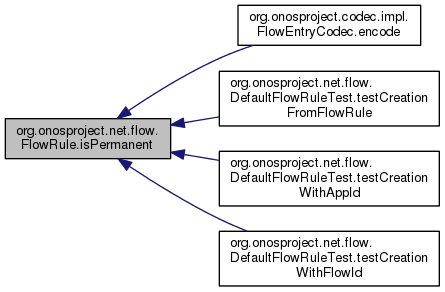 org.onosproject.codec.impl.
FlowEntryCodec.encode
org.onosproject.net.flow.
DefaultFlowRuleTest.testCreation
FromFlowRule
org.onosproject.net.flow.
FlowRule.isPermanent
org.onosproject.net.flow.
DefaultFlowRuleTest.testCreation
WithAppId
org.onosproject.net.flow.
DefaultFlowRuleTest.testCreation
WithFlowId